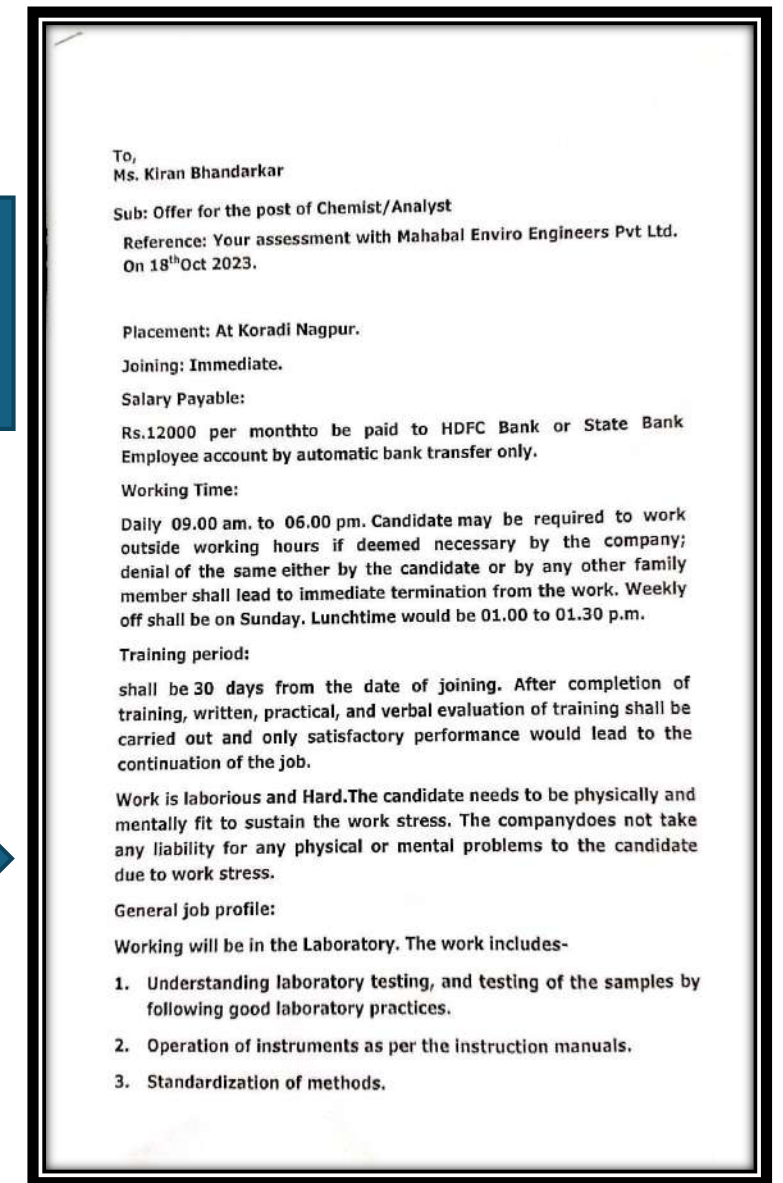 To,
Ms. Kiran Bhandarkar
Sub: Offer for the post of Chemist/Analyst
Reference: Your assessment with Mahabal Enviro Engineers Pvt Ltd.
On 18thOct 2023.
Placement: At Koradi Nagpur.
Joining: Immediate.
Salary Payable:
Rs.12000 per monthto be paid to HDFC Bank or State Bank
Employee account by automatic bank transfer only.
Working Time:
Daily 09.00 am. to 06.00 pm. Candidate may be required to work
outside working hours if deemed necessary by the company;
denial of the same either by the candidate or by any other family
member shall lead to immediate termination from the work. Weekly
off shall be on Sunday. Lunchtime would be 01.00 to 01.30 p.m.
Training period:
shall be 30 days from the date of joining. After completion of
training, written, practical, and verbal evaluation of training shall be
carried out and only satisfactory performance would lead to the
continuation of the job.
Work is laborious and Hard.The candidate needs to be physically and
mentally fit to sustain the work stress. The companydoes not take
any liability for any physical or mental problems to the candidate
due to work stress.
General job profile:
Working will be in the Laboratory. The work includes-
1. Understanding laboratory testing, and testing of the samples by
following good laboratory practices.
2. Operation of instruments as per the instruction manuals.
3. Standardization of methods.